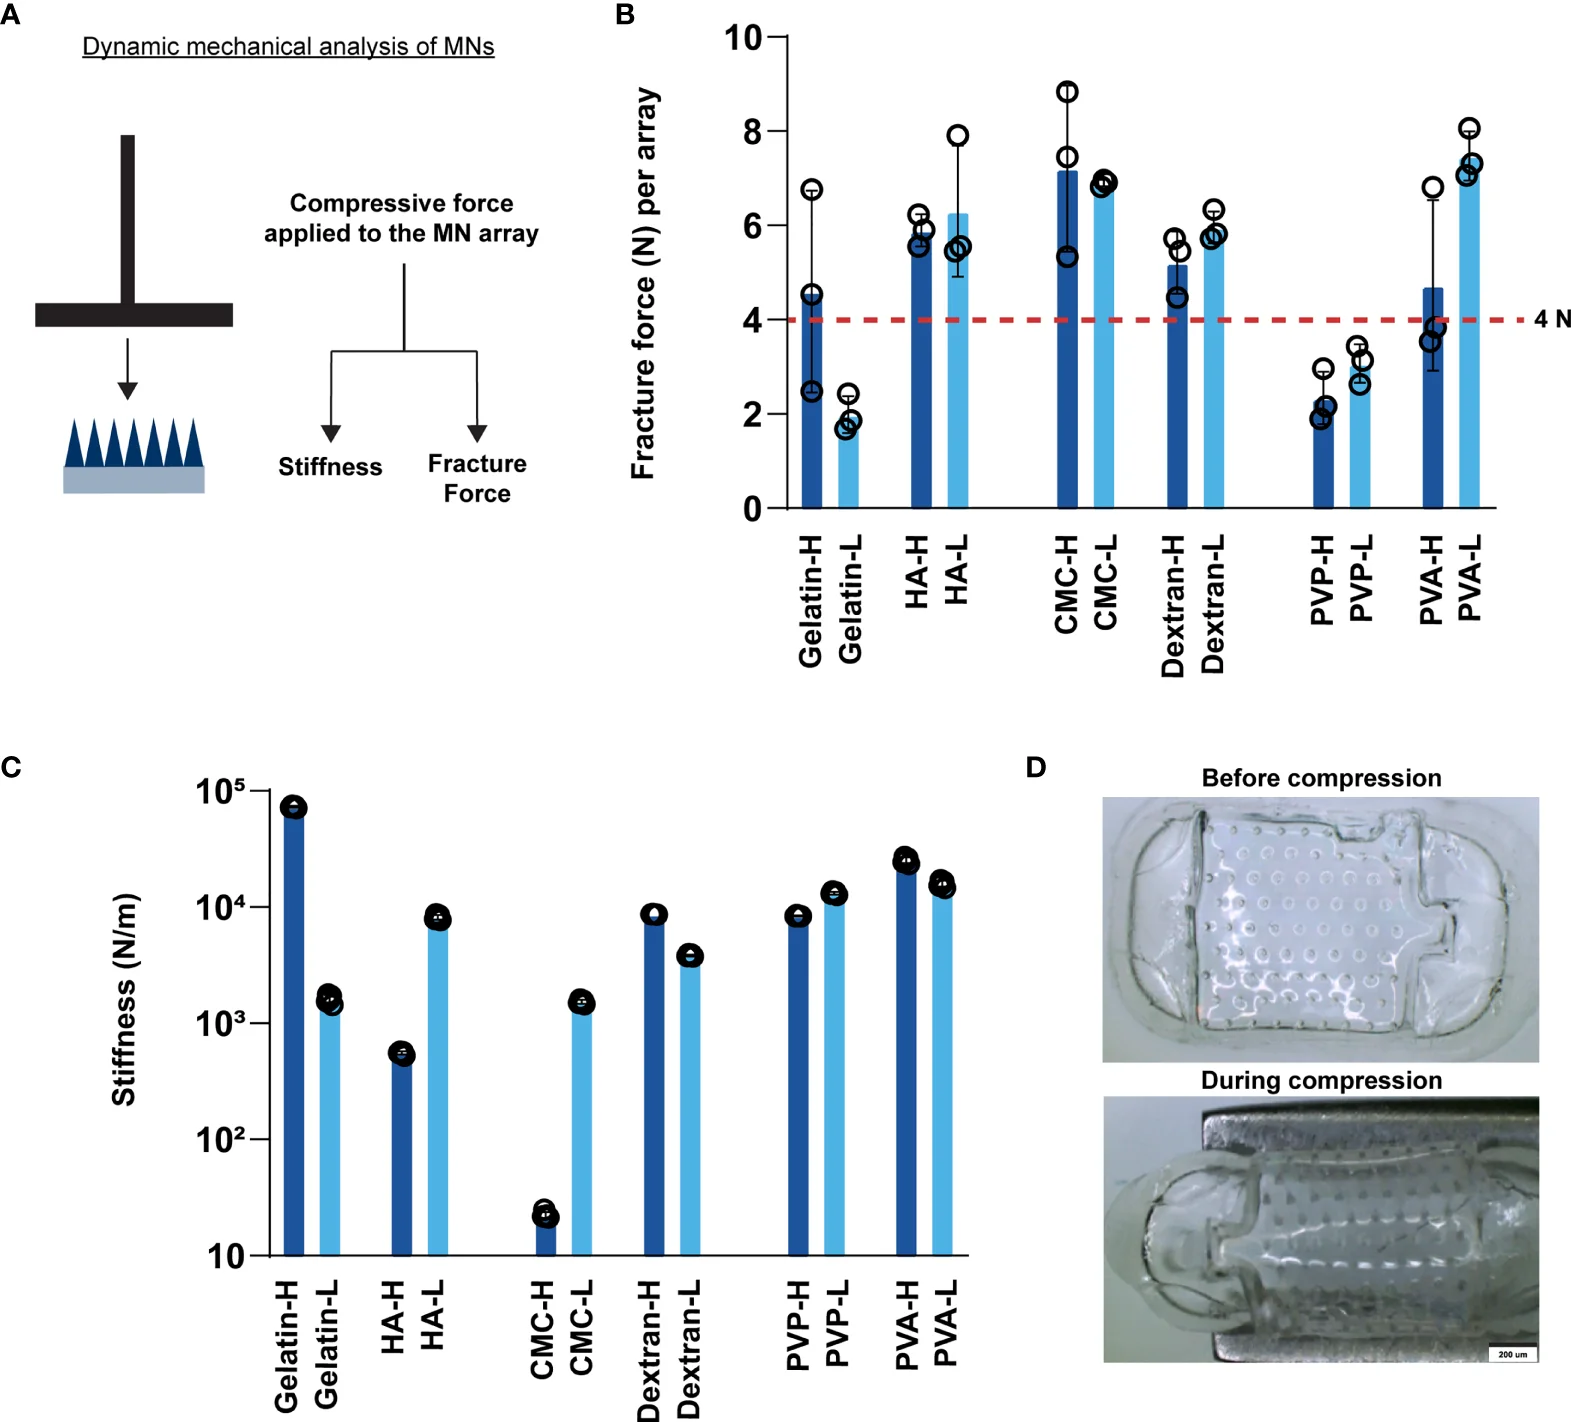 A
Dynamic mechanical analysis of MNs
Compressive force
applied to the MN array
Stiffness
Fracture
Force
B
Fracture force (N) per array
10
8
6
4
2
0
4 N
Gelatin-H
Gelatin-L
HA-H
HA-L
CMC-H
CMC-L
Dextran-H
Dextran-L
PVP-H
PVP-L
PVA-H
PVA-L
C
Stiffness (N/m)
10⁵
10⁴
10³
10²
10
Gelatin-H
Gelatin-L
HA-H
HA-L
CMC-H
CMC-L
Dextran-H
Dextran-L
PVP-H
PVP-L
PVA-H
PVA-L
D
Before compression
During compression
200 um